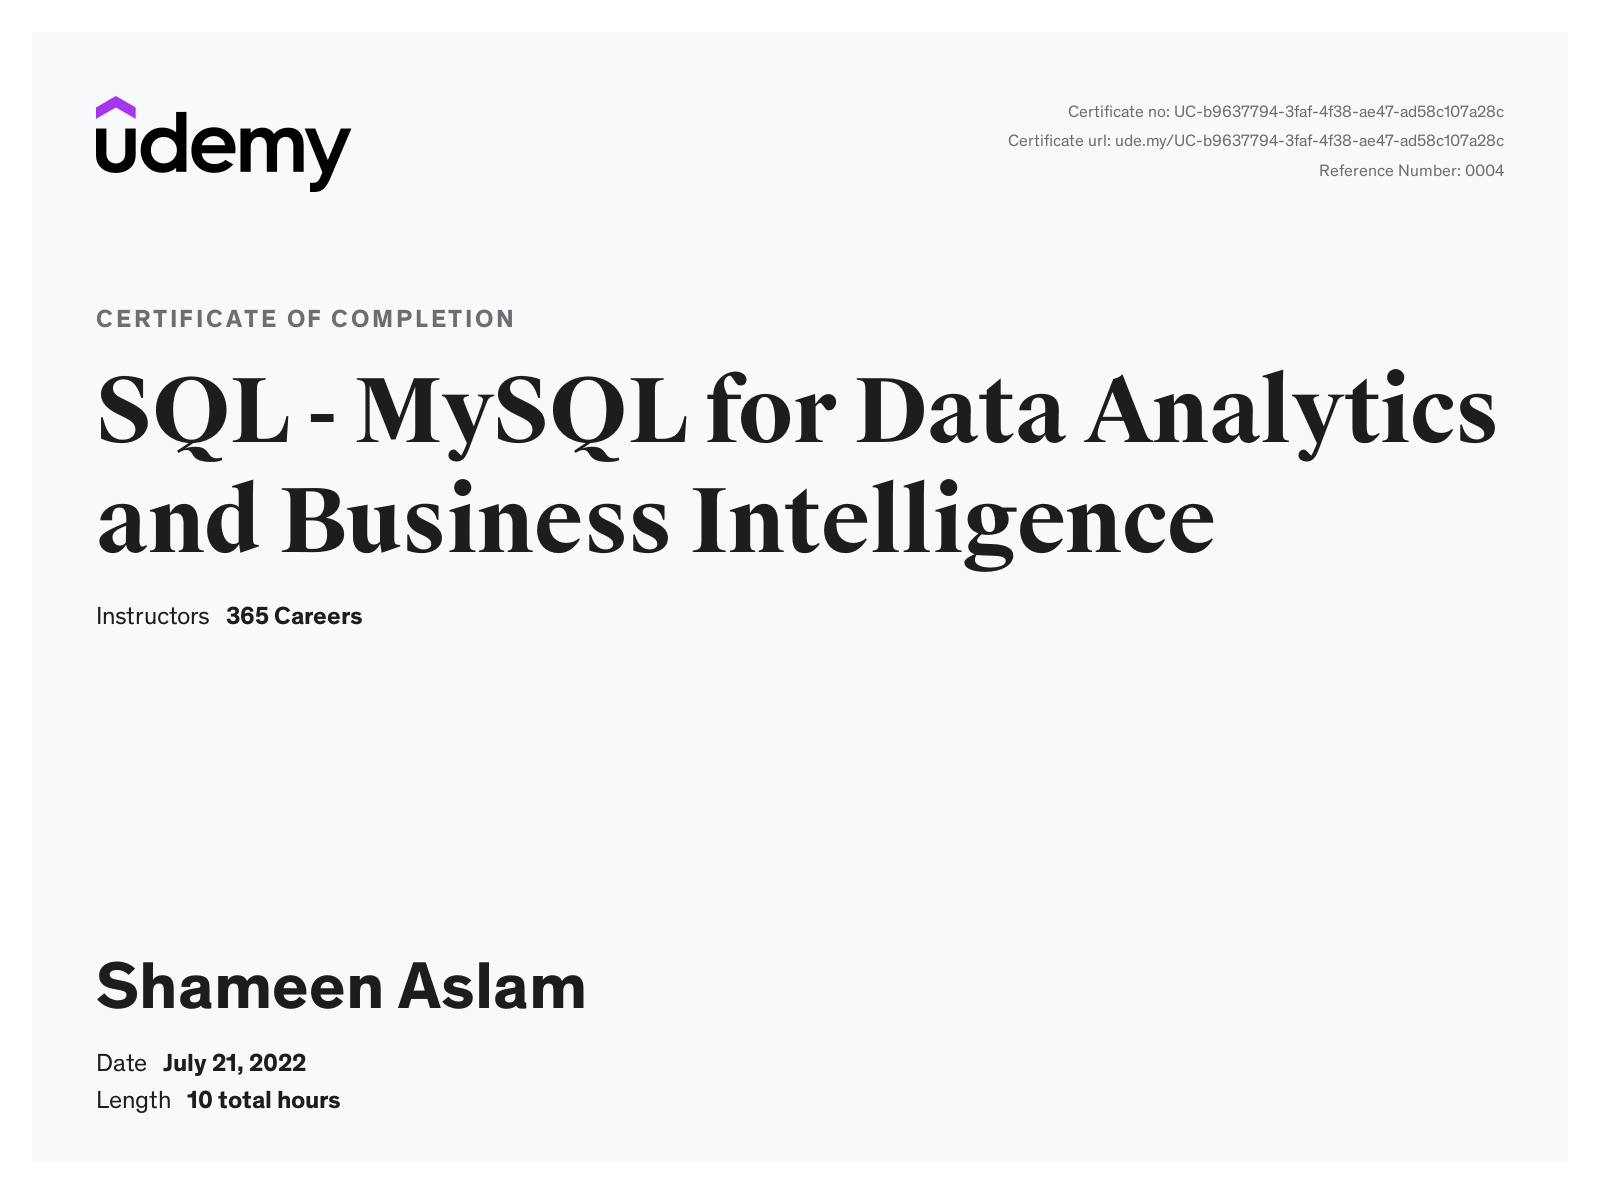 udemy
Certificate no: UC-b9637794-3faf-4f38-ae47-ad58c107a28c
Certificate url: ude.my/UC-b9637794-3faf-4f38-ae47-ad58c107a28c
Reference Number: 0004
CERTIFICATE OF COMPLETION
SQL - MySQL for Data Analytics
and Business Intelligence
Instructors 365 Careers
Shameen Aslam
Date July 21, 2022
Length 10 total hours